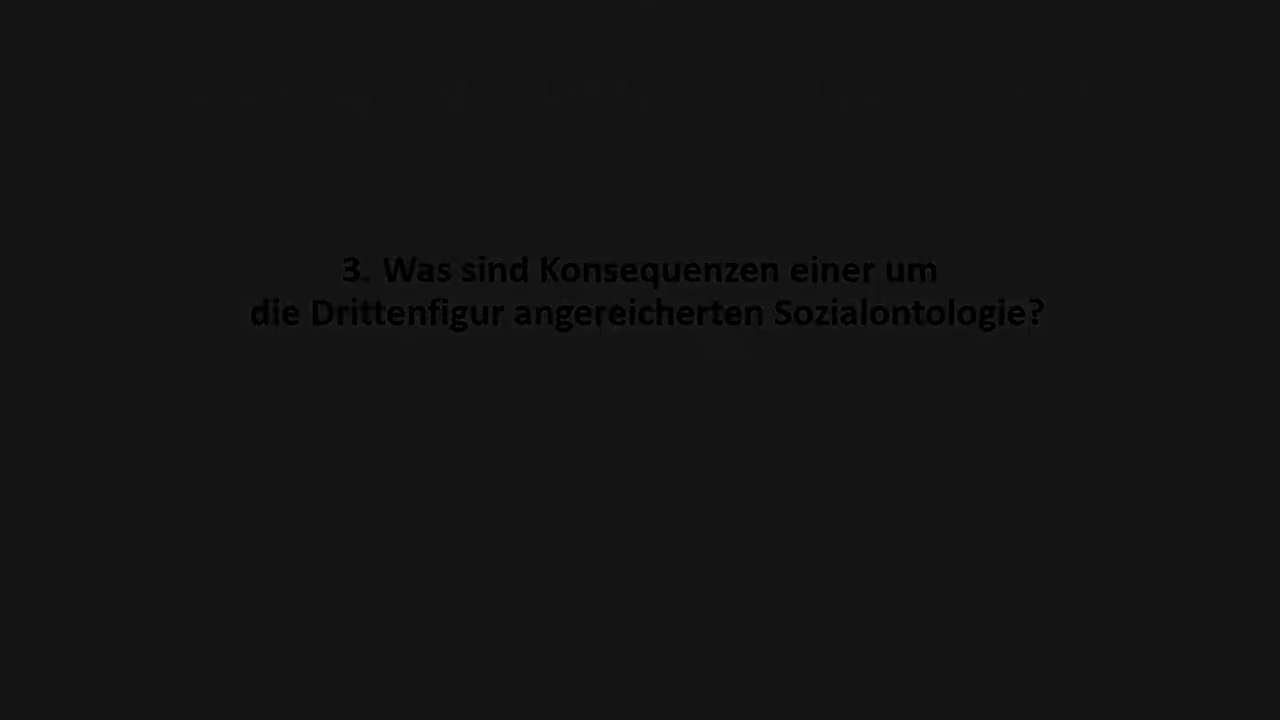 3. Was sind Konsequenzen einer um
die Drittenfigur angereicherten Sozialontologie?